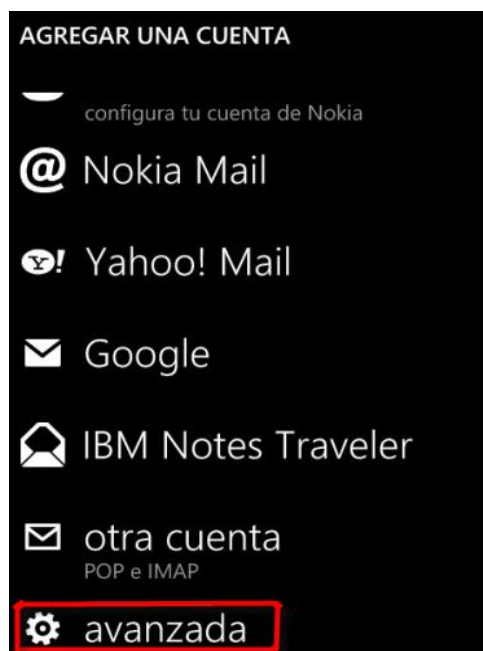 AGREGAR UNA CUENTA
configura tu cuenta de Nokia
@ Nokia Mail
Y! Yahoo! Mail
Google
IBM Notes Traveler
otra cuenta
POP e IMAP
avanzada